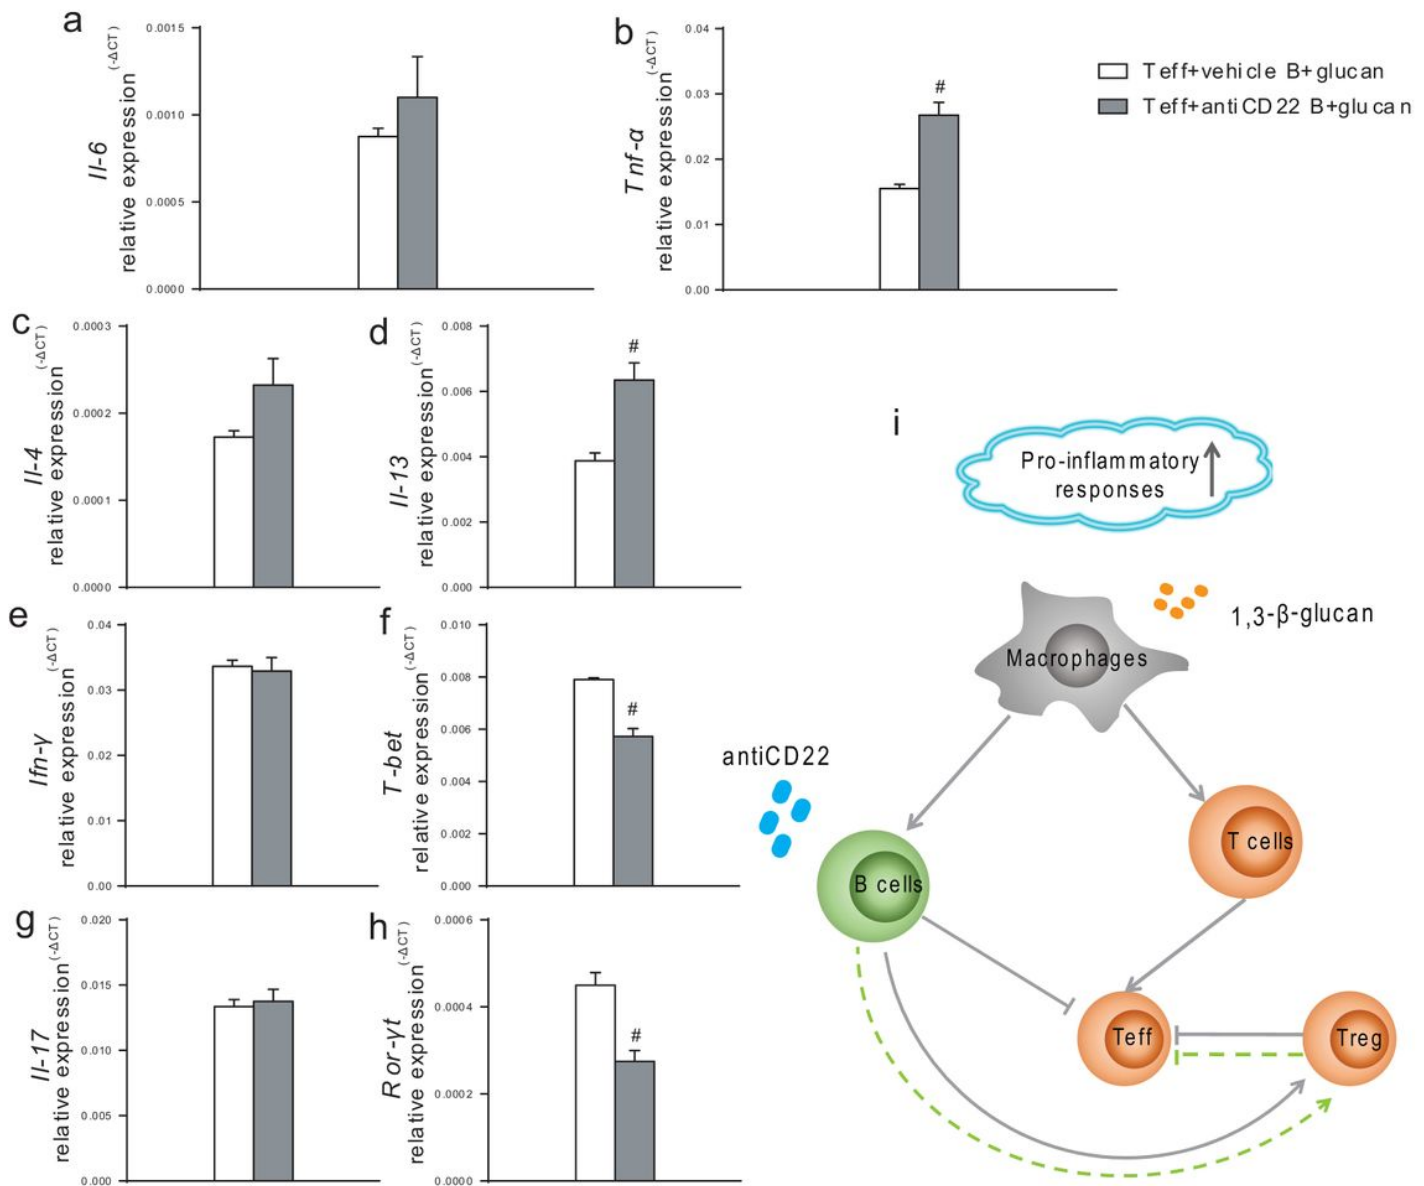 a
Il-6
relative expression(-ΔCT)
0.0015
0.0010
0.0005
0.0000
b
Tnf-α
relative expression(-ΔCT)
0.04
0.03
0.02
0.01
0.00
#
Teff+vehicle B+glucan
Teff+antiCD22 B+glucan
c
Il-4
relative expression(-ΔCT)
0.0003
0.0002
0.0001
0.0000
d
Il-13
relative expression(-ΔCT)
0.008
0.006
0.004
0.002
0.000
#
e
Ifn-γ
relative expression(-ΔCT)
0.04
0.03
0.02
0.01
0.00
f
T-bet
relative expression(-ΔCT)
0.010
0.008
0.006
0.004
0.002
0.000
#
g
Il-17
relative expression(-ΔCT)
0.020
0.015
0.010
0.005
0.000
h
Ror-γt
relative expression(-ΔCT)
0.0006
0.0004
0.0002
0.0000
#
i
Pro-inflammatory
responses
1,3-β-glucan
Macrophages
antiCD22
T cells
B cells
Teff
Treg